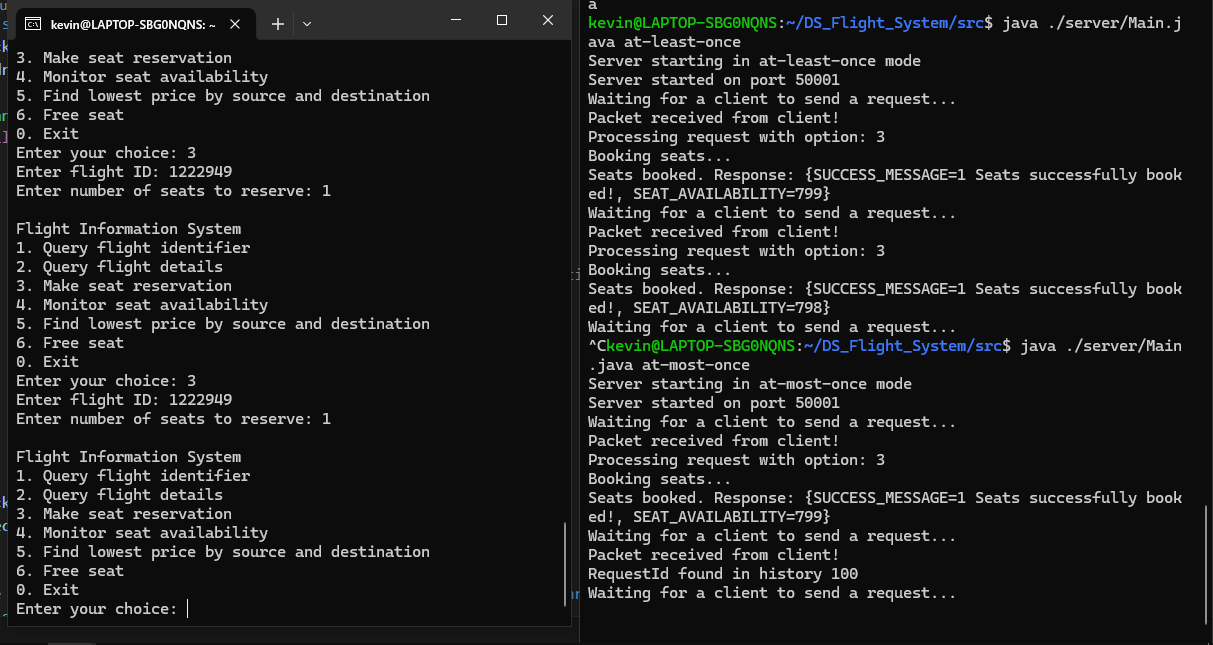 kevin@LAPTOP-SBG0NQNS: ~
3. Make seat reservation
4. Monitor seat availability
5. Find lowest price by source and destination
6. Free seat
0. Exit
Enter your choice: 3
Enter flight ID: 1222949
Enter number of seats to reserve: 1
Flight Information System
1. Query flight identifier
2. Query flight details
3. Make seat reservation
4. Monitor seat availability
5. Find lowest price by source and destination
6. Free seat
0. Exit
Enter your choice: 3
Enter flight ID: 1222949
Enter number of seats to reserve: 1
Flight Information System
1. Query flight identifier
2. Query flight details
3. Make seat reservation
4. Monitor seat availability
5. Find lowest price by source and destination
6. Free seat
0. Exit
Enter your choice:
a
kevin@LAPTOP-SBG0NQNS:~/DS_Flight_System/src$ java ./server/Main.j
ava at-least-once
Server starting in at-least-once mode
Server started on port 50001
Waiting for a client to send a request...
Packet received from client!
Processing request with option: 3
Booking seats...
Seats booked. Response: {SUCCESS_MESSAGE=1 Seats successfully book
ed!, SEAT_AVAILABILITY=799}
Waiting for a client to send a request...
Packet received from client!
Processing request with option: 3
Booking seats...
Seats booked. Response: {SUCCESS_MESSAGE=1 Seats successfully book
ed!, SEAT_AVAILABILITY=798}
Waiting for a client to send a request...
^Ckevin@LAPTOP-SBG0NQNS:~/DS_Flight_System/src$ java ./server/Main
.java at-most-once
Server starting in at-most-once mode
Server started on port 50001
Waiting for a client to send a request...
Packet received from client!
Processing request with option: 3
Booking seats...
Seats booked. Response: {SUCCESS_MESSAGE=1 Seats successfully book
ed!, SEAT_AVAILABILITY=799}
Waiting for a client to send a request...
Packet received from client!
RequestId found in history 100
Waiting for a client to send a request...